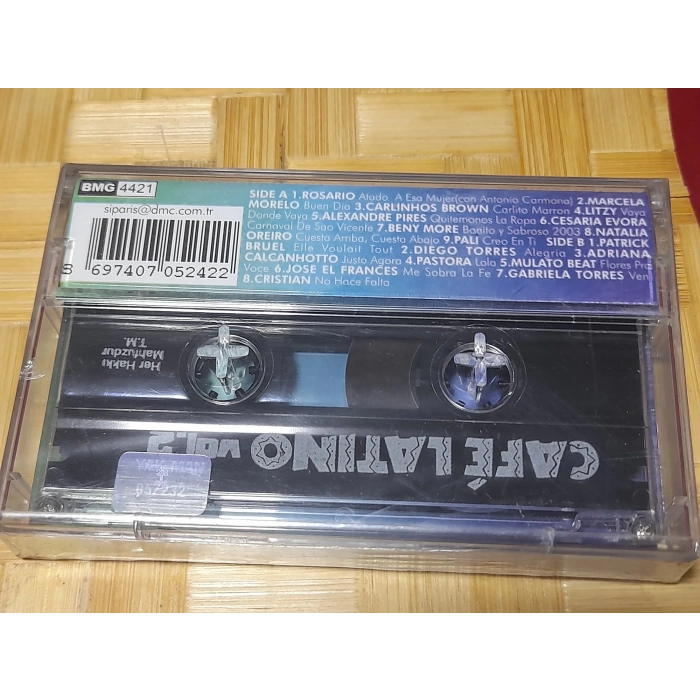 BMG 4421
siparis@dmc.com.tr
8 697407 052422
SIDE A 1.ROSARIO Atado A Esa Mujer(con Antonio Carmona) 2.MARCELA
MORELO Buen Dia 3.CARLINHOS BROWN Carlito Marron 4.LITZY Vaya
Donde Vaya 5.ALEXANDRE PIRES Quitemonos La Ropa 6.CESARIA EVORA
Carnaval De Sao Vicente 7.BENY MORE Bonito y Sabroso 2003 8.NATALIA
OREIRO Cuesta Arriba, Cuesta Abajo 9.PALI Creo En Ti SIDE B 1.PATRICK
BRUEL Elle Voulait Tout 2.DIEGO TORRES Alegria 3.ADRIANA
CALCANHOTTO Justo Agora 4.PASTORA Lola 5.MULATO BEAT Flores Pra
Voce 6.JOSE EL FRANCES Me Sobra La Fe 7.GABRIELA TORRES Ven
8.CRISTIAN No Hace Falta
Her Hakkı
Mahfuzdur
T.M.
CAFÉ LATINO vol.2